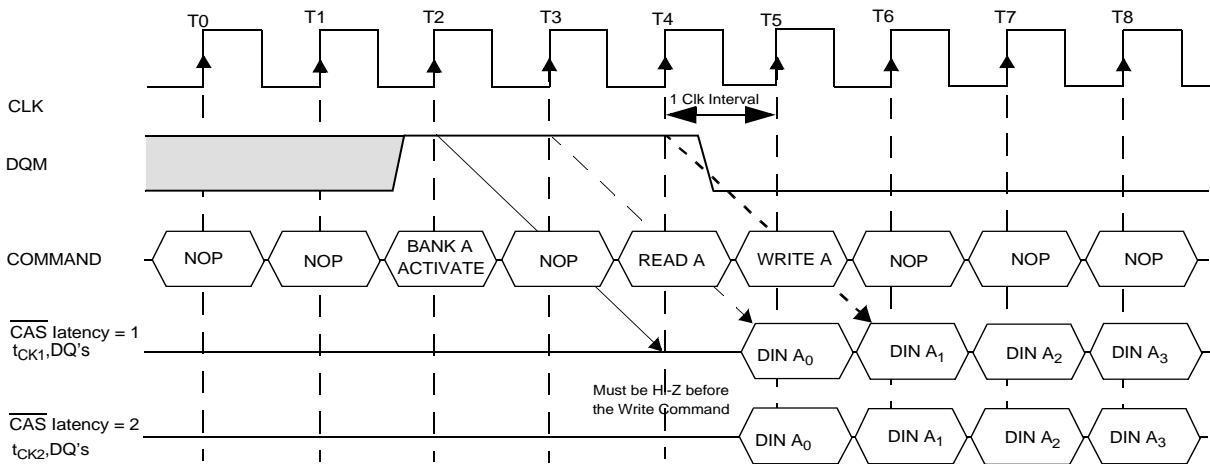 T0 T1 T2 T3 T4 T5 T6 T7 T8
CLK
1 Clk Interval
DQM
COMMAND
NOP NOP BANK A ACTIVATE NOP READ A WRITE A NOP NOP NOP
CAS latency = 1
tCK1,DQ's
DIN A0 DIN A1 DIN A2 DIN A3
Must be Hi-Z before
the Write Command
CAS latency = 2
tCK2,DQ's
DIN A0 DIN A1 DIN A2 DIN A3